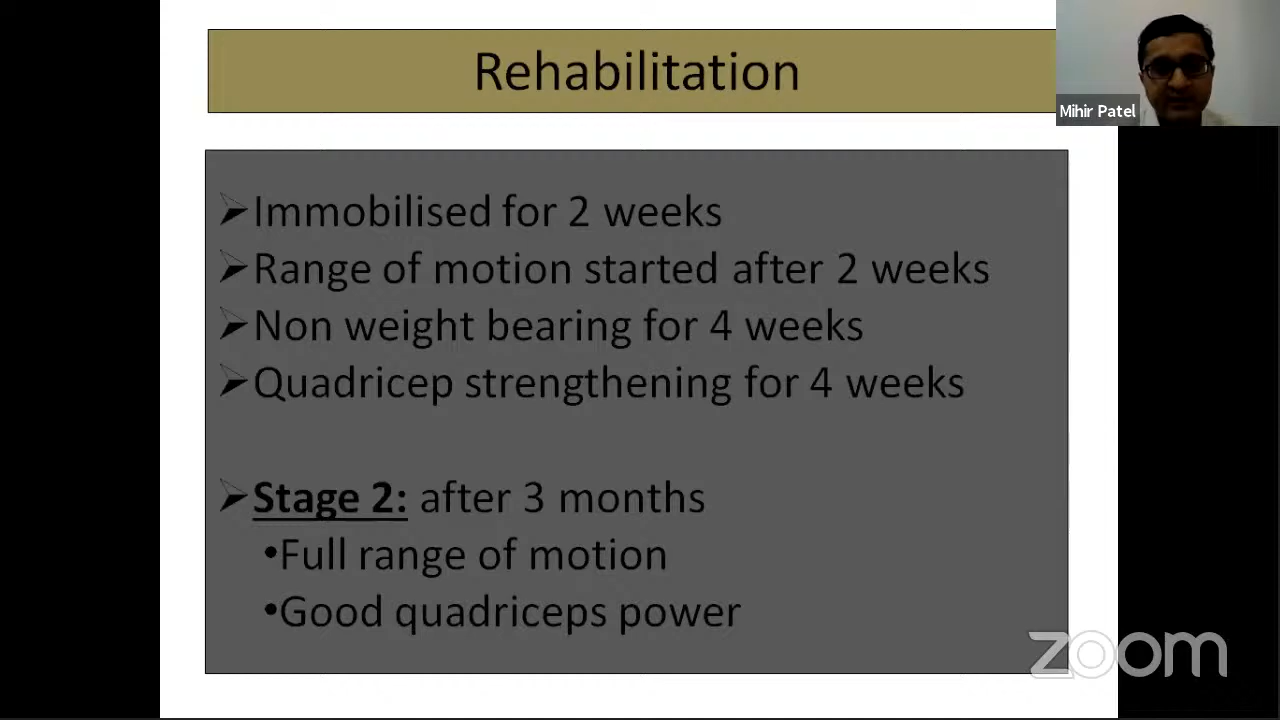 Rehabilitation
Mihir Patel
➢Immobilised for 2 weeks
➢Range of motion started after 2 weeks
➢Non weight bearing for 4 weeks
➢Quadricep strengthening for 4 weeks
➢Stage 2: after 3 months
•Full range of motion
•Good quadriceps power
zoom